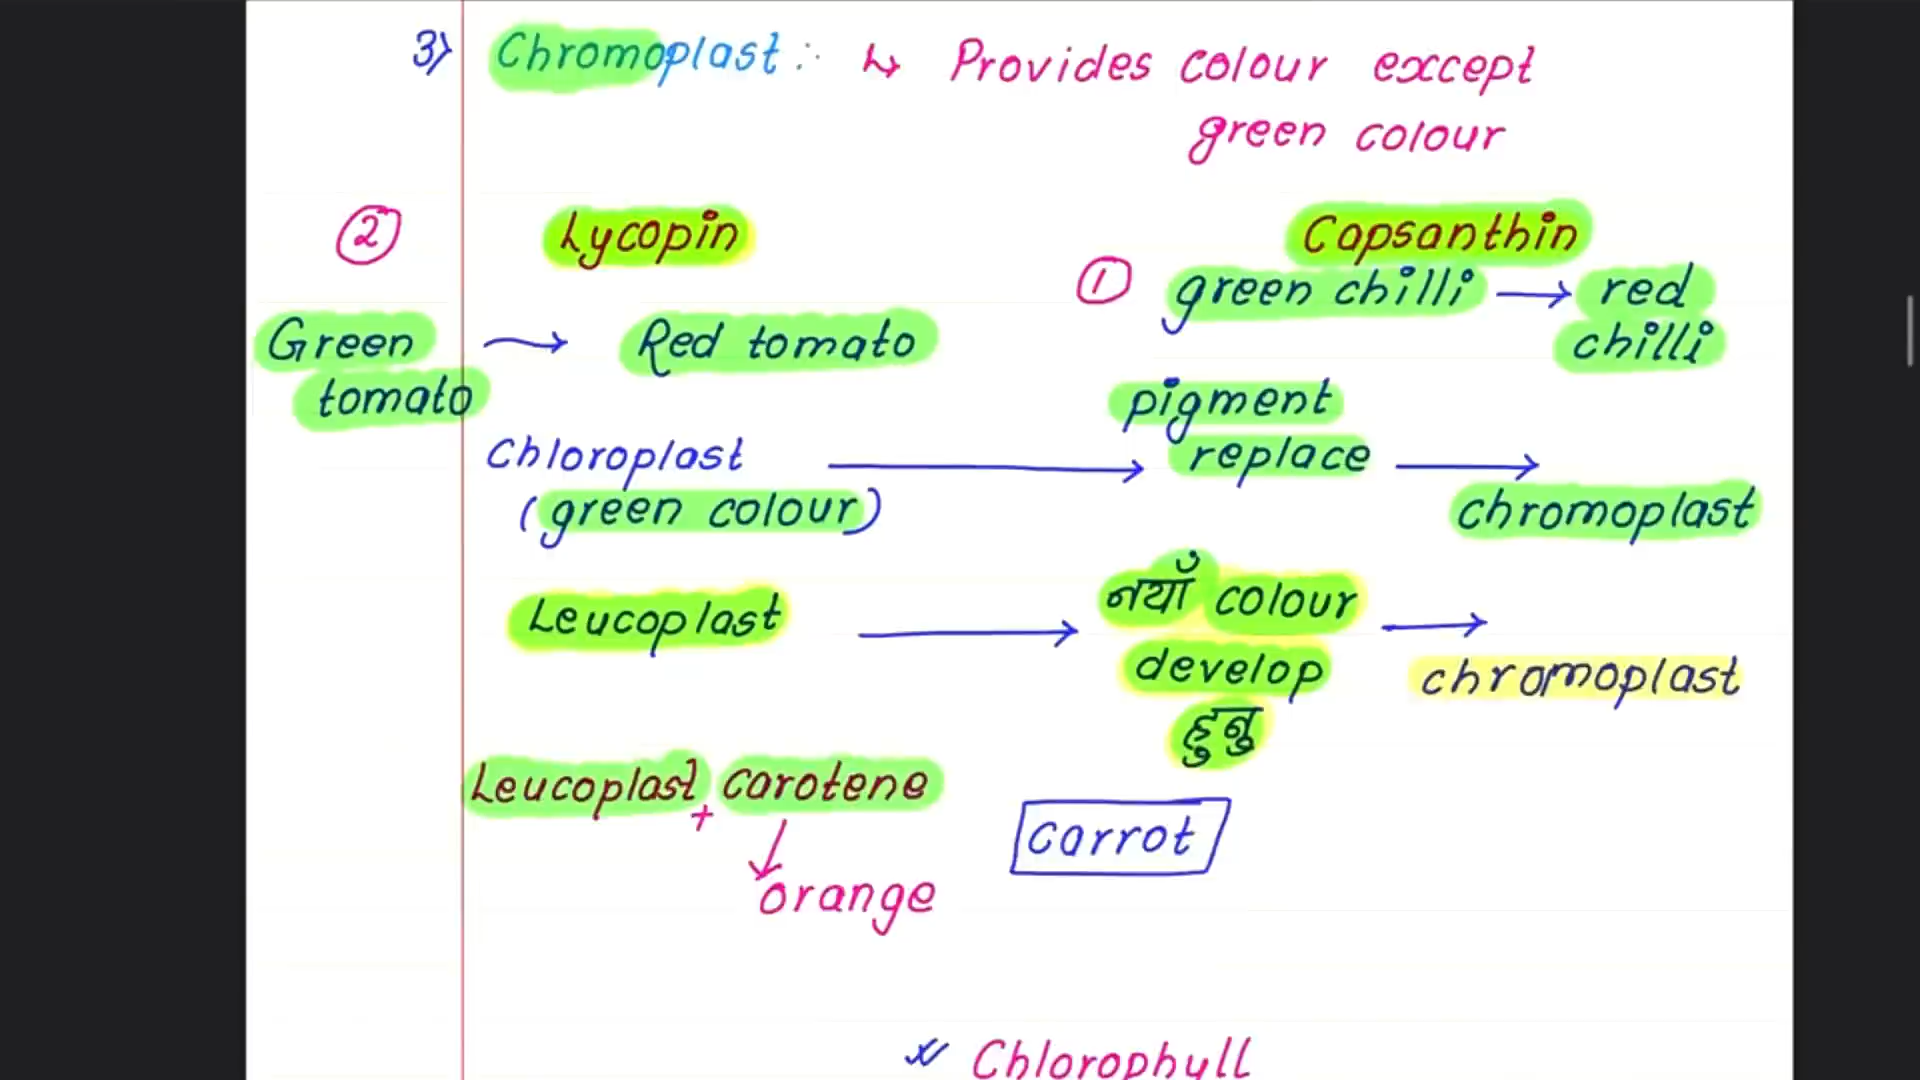 3) Chromoplast :- ↳ Provides colour except
green colour
② Lycopin
Green → Red tomato
tomato
Capsanthin
① green chilli → red
chilli
Chloroplast → pigment replace → chromoplast
(green colour)
Leucoplast → नयाँ colour develop हुनु → chromoplast
Leucoplast + carotene
↓
orange
carrot
Chlorophyll